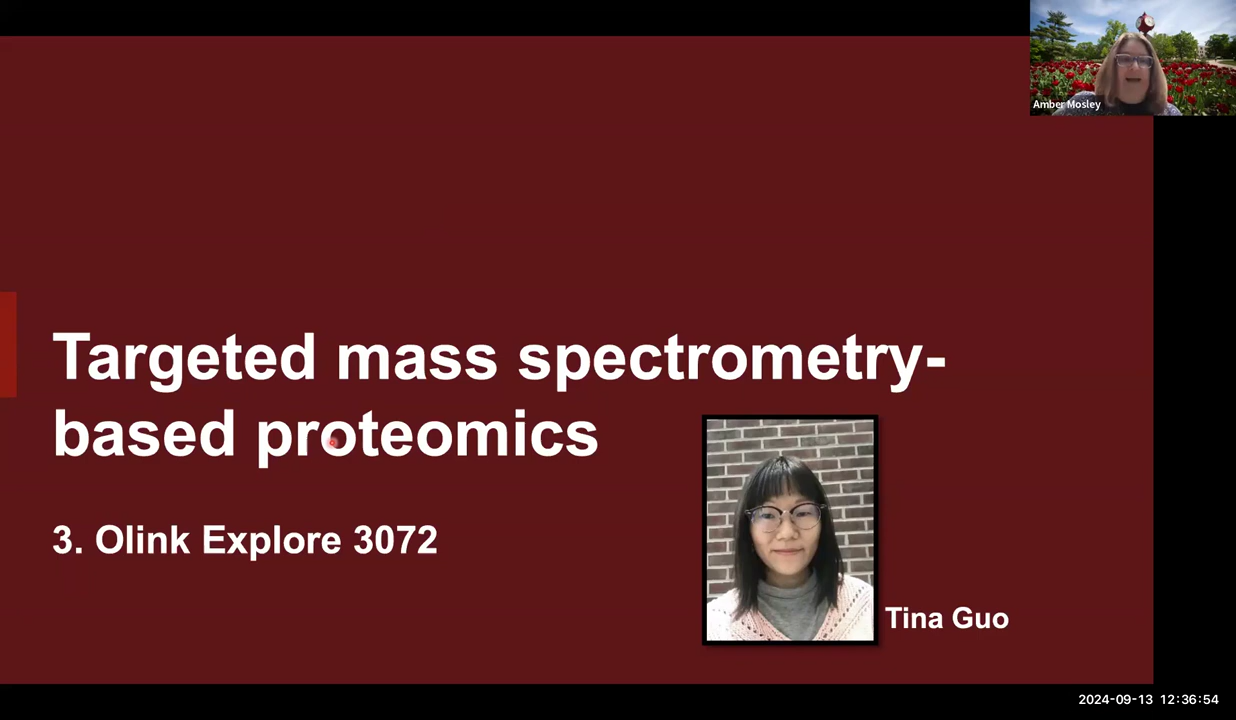 Amber Mosley
Targeted mass spectrometry-
based proteomics
3. Olink Explore 3072
Tina Guo
2024-09-13 12:36:54